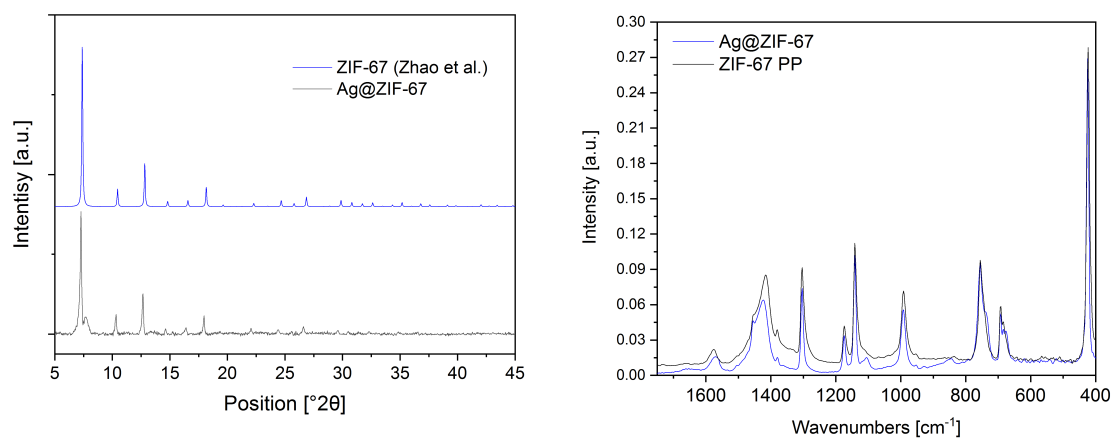 ZIF-67 (Zhao et al.)
Ag@ZIF-67
Intentisy [a.u.]
5 10 15 20 25 30 35 40 45
Position [°2θ]
Ag@ZIF-67
ZIF-67 PP
0.30
0.27
0.24
0.21
0.18
0.15
0.12
0.09
0.06
0.03
0.00
Intensity [a.u.]
1600 1400 1200 1000 800 600 400
Wavenumbers [cm⁻¹]